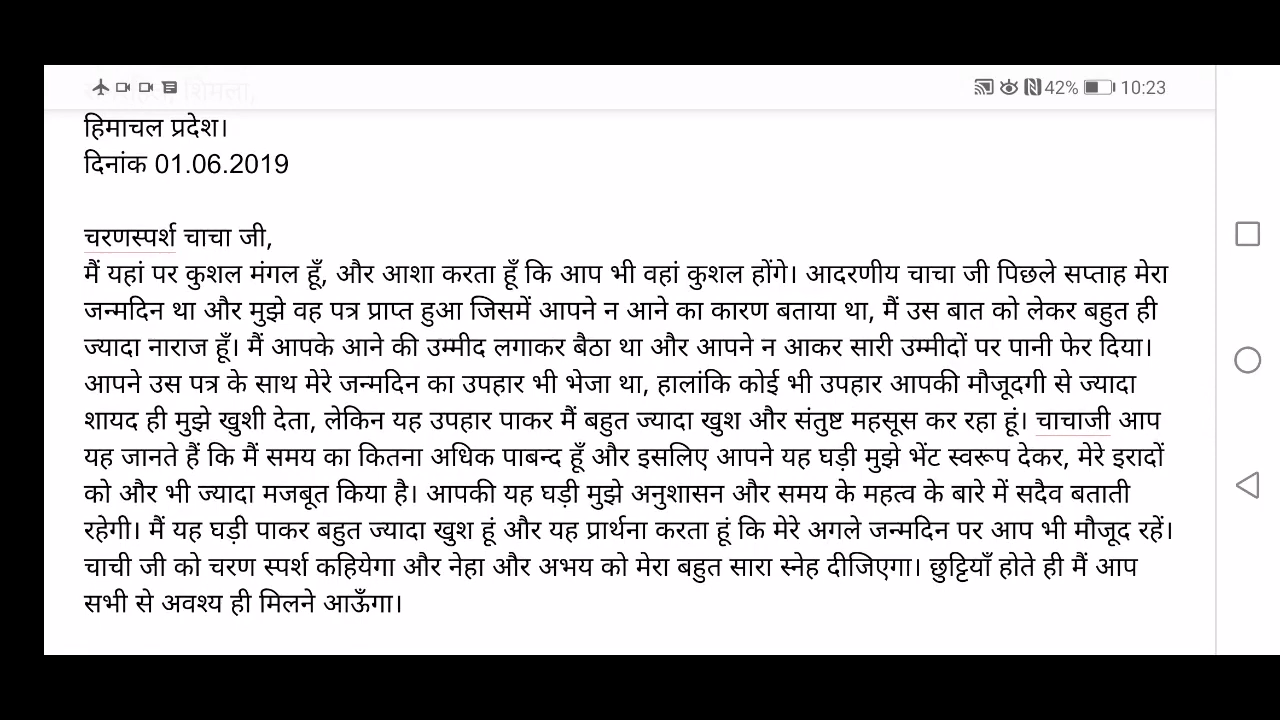 42% 10:23
शिमला,
हिमाचल प्रदेश।
दिनांक 01.06.2019
चरणस्पर्श चाचा जी,
मैं यहां पर कुशल मंगल हूँ, और आशा करता हूँ कि आप भी वहां कुशल होंगे। आदरणीय चाचा जी पिछले सप्ताह मेरा
जन्मदिन था और मुझे वह पत्र प्राप्त हुआ जिसमें आपने न आने का कारण बताया था, मैं उस बात को लेकर बहुत ही
ज्यादा नाराज हूँ। मैं आपके आने की उम्मीद लगाकर बैठा था और आपने न आकर सारी उम्मीदों पर पानी फेर दिया।
आपने उस पत्र के साथ मेरे जन्मदिन का उपहार भी भेजा था, हालांकि कोई भी उपहार आपकी मौजूदगी से ज्यादा
शायद ही मुझे खुशी देता, लेकिन यह उपहार पाकर मैं बहुत ज्यादा खुश और संतुष्ट महसूस कर रहा हूं। चाचाजी आप
यह जानते हैं कि मैं समय का कितना अधिक पाबन्द हूँ और इसलिए आपने यह घड़ी मुझे भेंट स्वरूप देकर, मेरे इरादों
को और भी ज्यादा मजबूत किया है। आपकी यह घड़ी मुझे अनुशासन और समय के महत्व के बारे में सदैव बताती
रहेगी। मैं यह घड़ी पाकर बहुत ज्यादा खुश हूं और यह प्रार्थना करता हूं कि मेरे अगले जन्मदिन पर आप भी मौजूद रहें।
चाची जी को चरण स्पर्श कहियेगा और नेहा और अभय को मेरा बहुत सारा स्नेह दीजिएगा। छुट्टियाँ होते ही मैं आप
सभी से अवश्य ही मिलने आऊँगा।